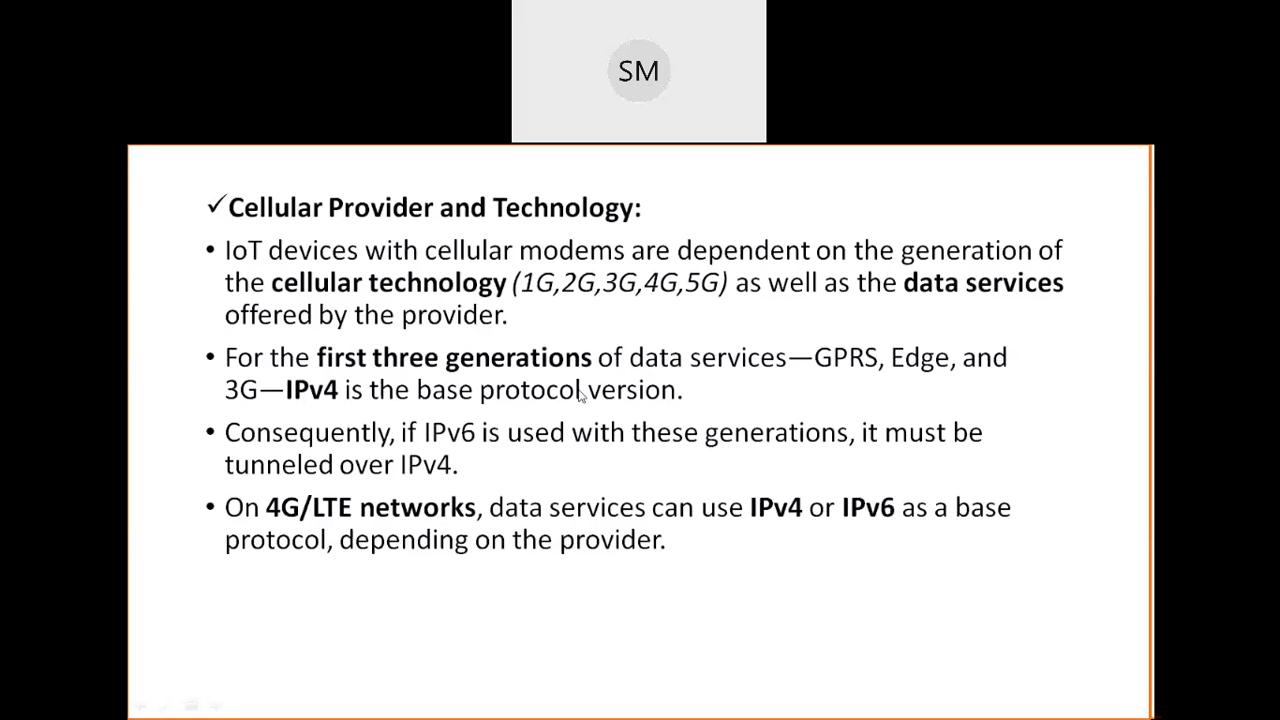 SM
✓Cellular Provider and Technology:
• IoT devices with cellular modems are dependent on the generation of
the cellular technology (1G,2G,3G,4G,5G) as well as the data services
offered by the provider.
• For the first three generations of data services—GPRS, Edge, and
3G—IPv4 is the base protocol version.
• Consequently, if IPv6 is used with these generations, it must be
tunneled over IPv4.
• On 4G/LTE networks, data services can use IPv4 or IPv6 as a base
protocol, depending on the provider.